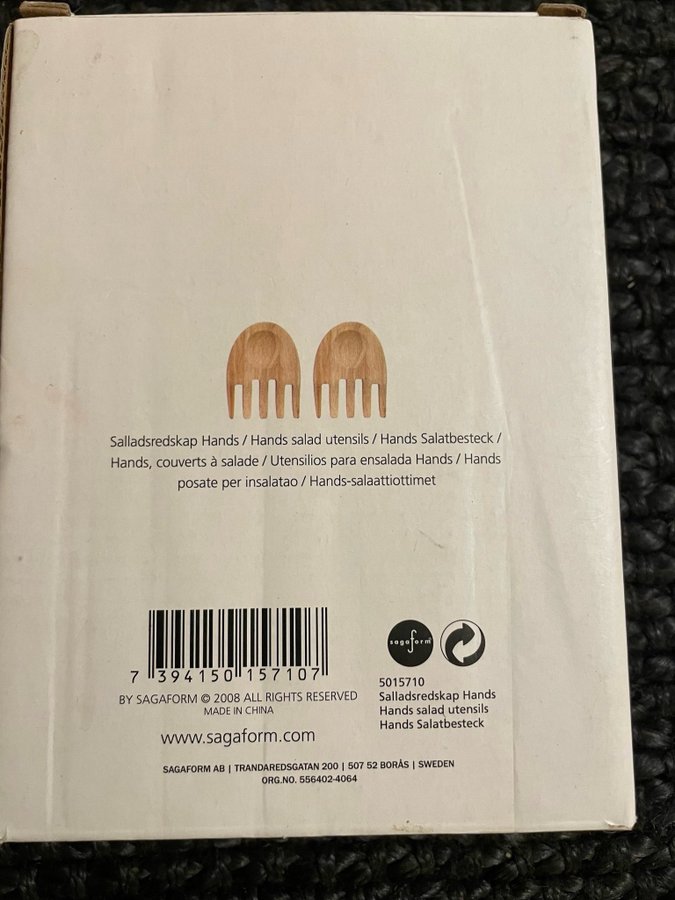 Salladsredskap Hands / Hands salad utensils / Hands Salatbesteck /
Hands, couverts à salade / Utensilios para ensalada Hands / Hands
posate per insalatao / Hands-salaattiottimet
7 394150 157107
BY SAGAFORM © 2008 ALL RIGHTS RESERVED
MADE IN CHINA
www.sagaform.com
sagaform®
5015710
Salladsredskap Hands
Hands salad utensils
Hands Salatbesteck
SAGAFORM AB | TRANDAREDSGATAN 200 | 507 52 BORÅS | SWEDEN
ORG.NO. 556402-4064